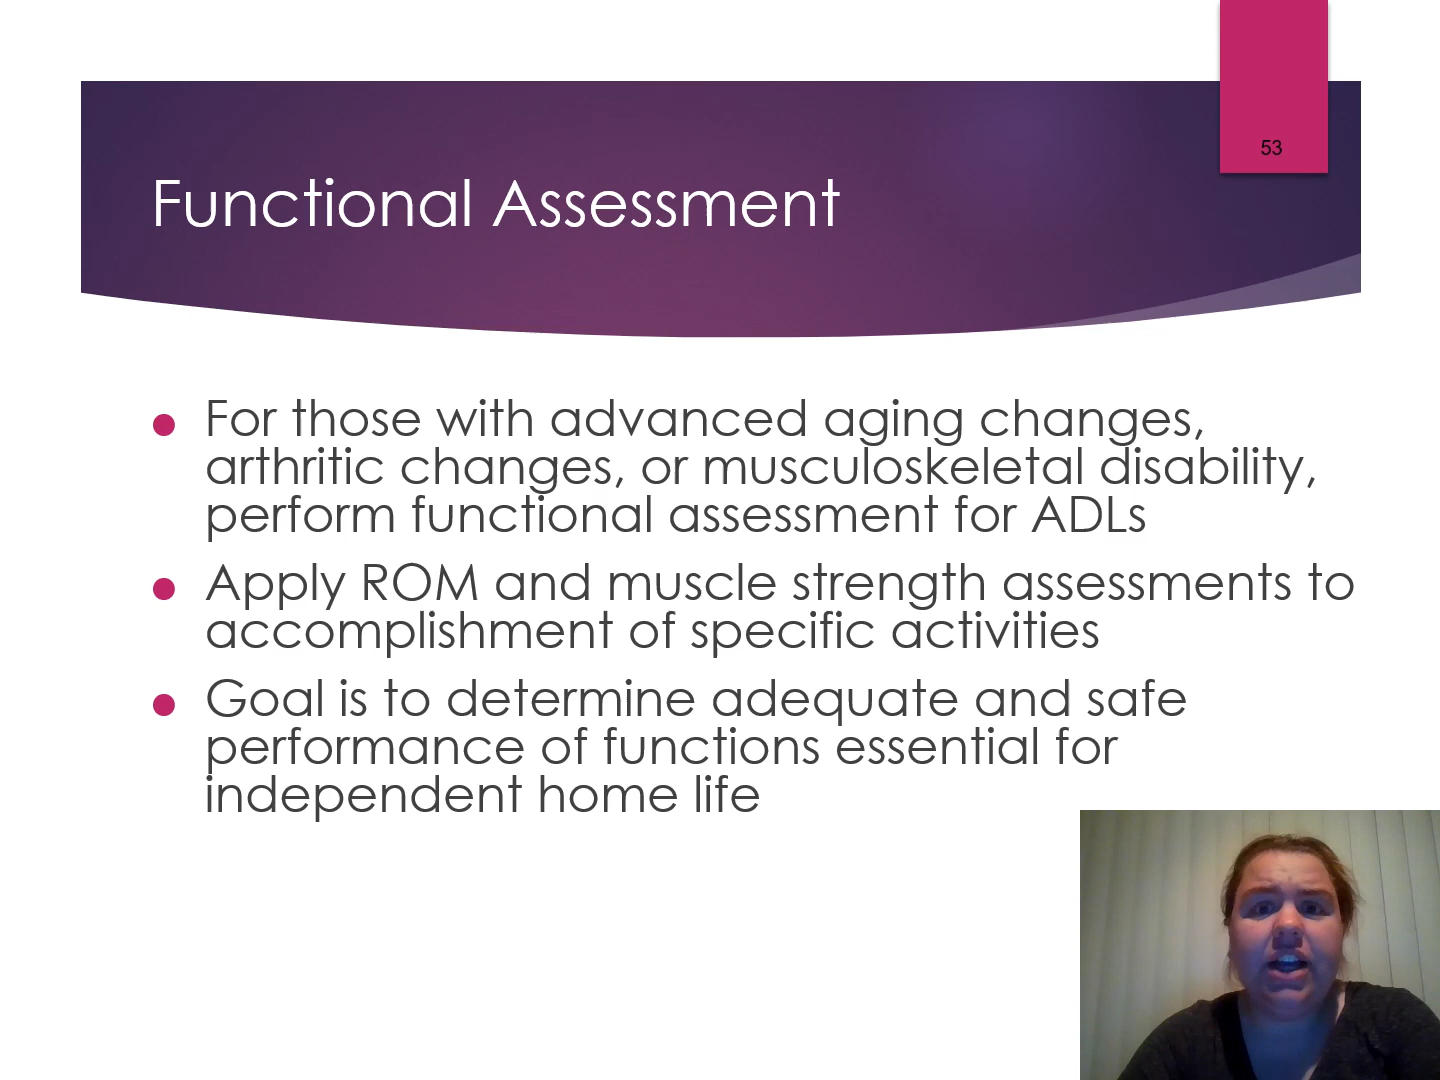 53
Functional Assessment
● For those with advanced aging changes,
arthritic changes, or musculoskeletal disability,
perform functional assessment for ADLs
● Apply ROM and muscle strength assessments to
accomplishment of specific activities
● Goal is to determine adequate and safe
performance of functions essential for
independent home life